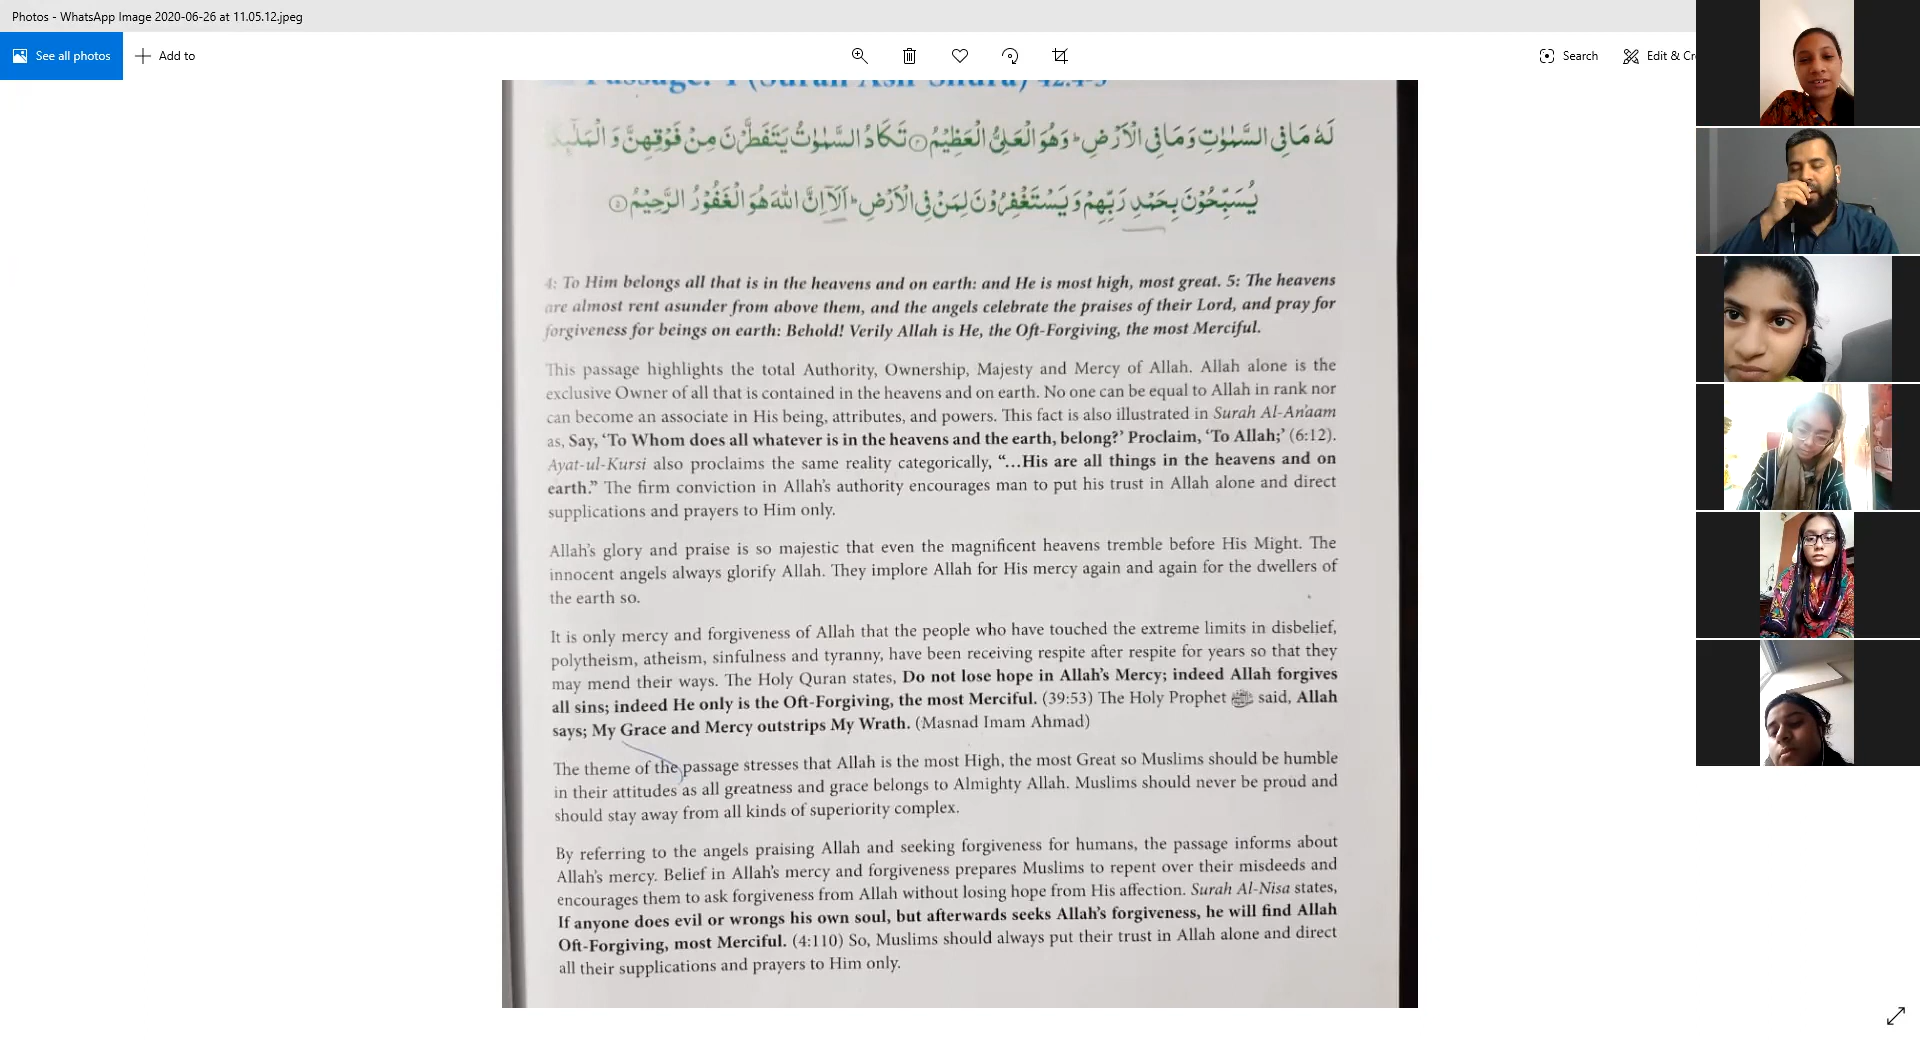 Photos - WhatsApp Image 2020-06-26 at 11.05.12.jpeg
See all photos
Add to
Search
Edit & Cr
Passage: 1 (Surah Ash-Shura) 42:4-5
لَهٗ مَا فِى السَّمٰوٰتِ وَمَا فِى الْاَرْضِ ؕ وَهُوَ الْعَلِىُّ الْعَظِيْمُ ۴ تَكَادُ السَّمٰوٰتُ يَتَفَطَّرْنَ مِنْ فَوْقِهِنَّ وَ
يُسَبِّحُوْنَ بِحَمْدِ رَبِّهِمْ وَ يَسْتَغْفِرُوْنَ لِمَنْ فِى الْاَرْضِ ؕ اَلَاۤ اِنَّ اللّٰهَ هُوَ الْغَفُوْرُ الرَّحِيْمُ ۵
4: To Him belongs all that is in the heavens and on earth: and He is most high, most great. 5: The heavens
are almost rent asunder from above them, and the angels celebrate the praises of their Lord, and pray for
forgiveness for beings on earth: Behold! Verily Allah is He, the Oft-Forgiving, the most Merciful.
This passage highlights the total Authority, Ownership, Majesty and Mercy of Allah. Allah alone is the
exclusive Owner of all that is contained in the heavens and on earth. No one can be equal to Allah in rank nor
can become an associate in His being, attributes, and powers. This fact is also illustrated in Surah Al-An'aam
as, Say, ‘To Whom does all whatever is in the heavens and the earth, belong?’ Proclaim, ‘To Allah;’ (6:12).
Ayat-ul-Kursi also proclaims the same reality categorically, “…His are all things in the heavens and on
earth.” The firm conviction in Allah’s authority encourages man to put his trust in Allah alone and direct
supplications and prayers to Him only.
Allah’s glory and praise is so majestic that even the magnificent heavens tremble before His Might. The
innocent angels always glorify Allah. They implore Allah for His mercy again and again for the dwellers of
the earth so.
It is only mercy and forgiveness of Allah that the people who have touched the extreme limits in disbelief,
polytheism, atheism, sinfulness and tyranny, have been receiving respite after respite for years so that they
may mend their ways. The Holy Quran states, Do not lose hope in Allah’s Mercy; indeed Allah forgives
all sins; indeed He only is the Oft-Forgiving, the most Merciful. (39:53) The Holy Prophet ﷺ said, Allah
says; My Grace and Mercy outstrips My Wrath. (Masnad Imam Ahmad)
The theme of the passage stresses that Allah is the most High, the most Great so Muslims should be humble
in their attitudes as all greatness and grace belongs to Almighty Allah. Muslims should never be proud and
should stay away from all kinds of superiority complex.
By referring to the angels praising Allah and seeking forgiveness for humans, the passage informs about
Allah’s mercy. Belief in Allah’s mercy and forgiveness prepares Muslims to repent over their misdeeds and
encourages them to ask forgiveness from Allah without losing hope from His affection. Surah Al-Nisa states,
If anyone does evil or wrongs his own soul, but afterwards seeks Allah’s forgiveness, he will find Allah
Oft-Forgiving, most Merciful. (4:110) So, Muslims should always put their trust in Allah alone and direct
all their supplications and prayers to Him only.